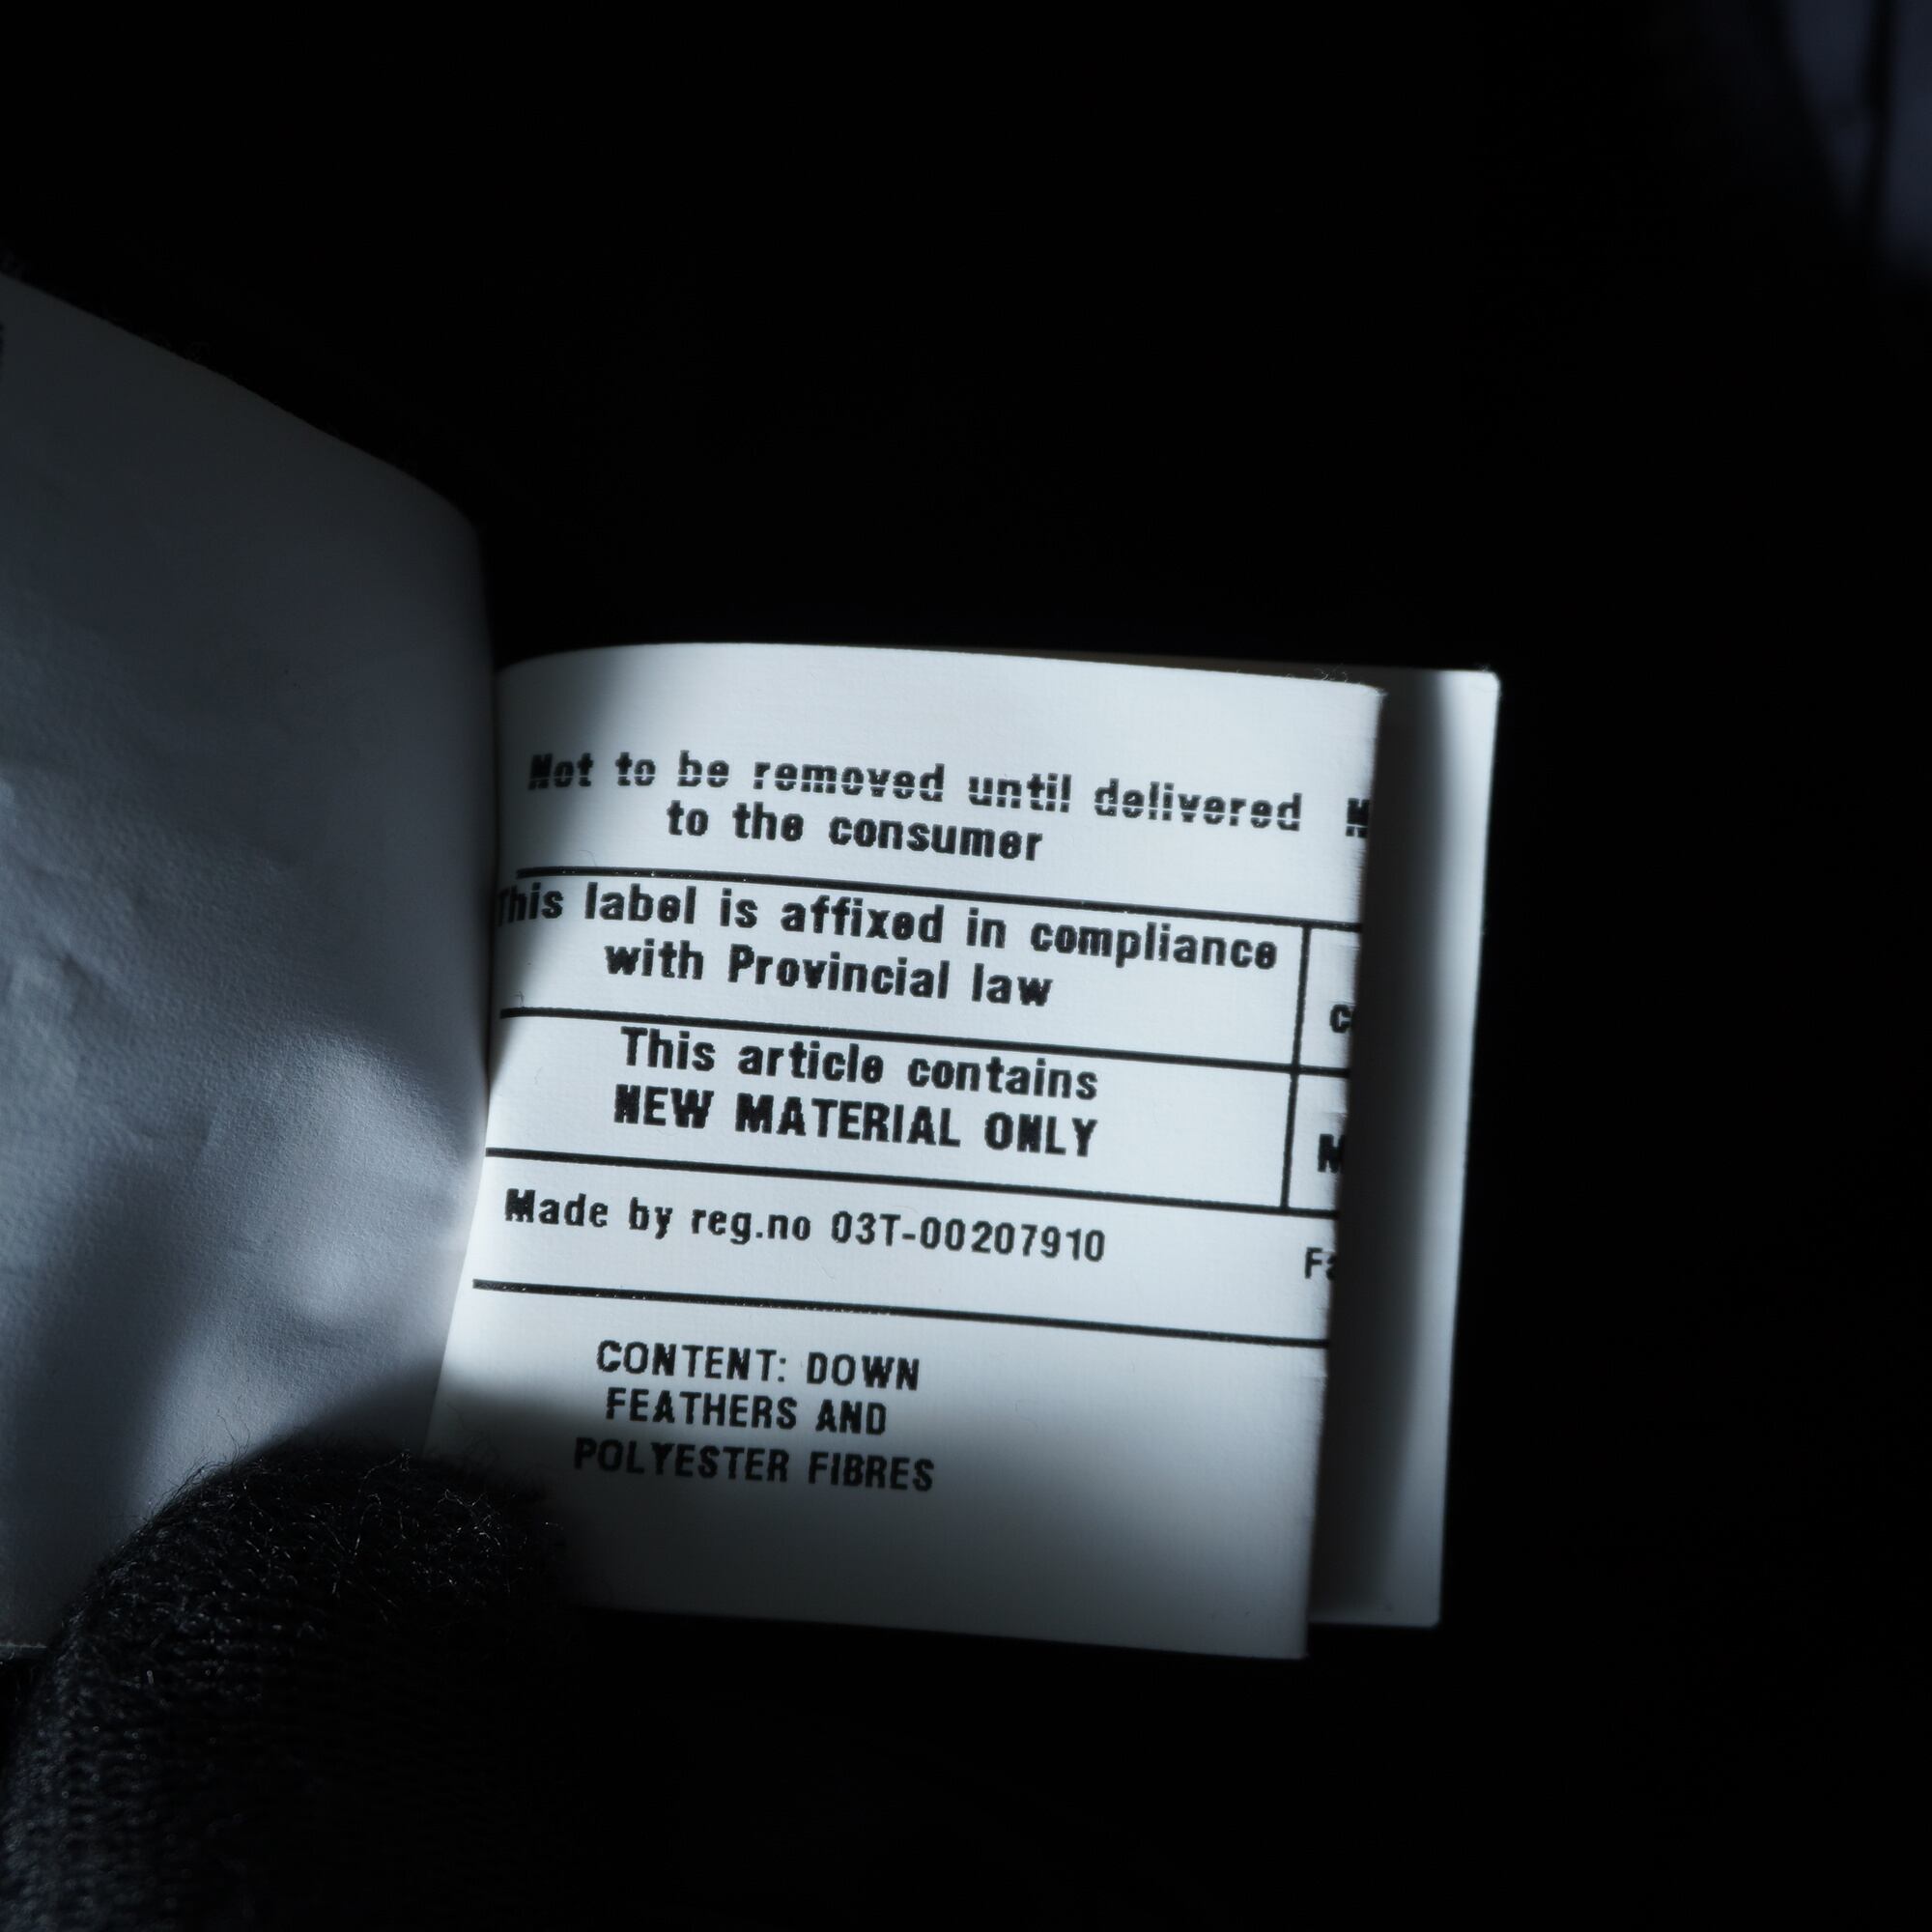 Not to be removed until delivered
to the consumer
This label is affixed in compliance
with Provincial law
This article contains
NEW MATERIAL ONLY
Made by reg.no 03T-00207910
CONTENT: DOWN
FEATHERS AND
POLYESTER FIBRES